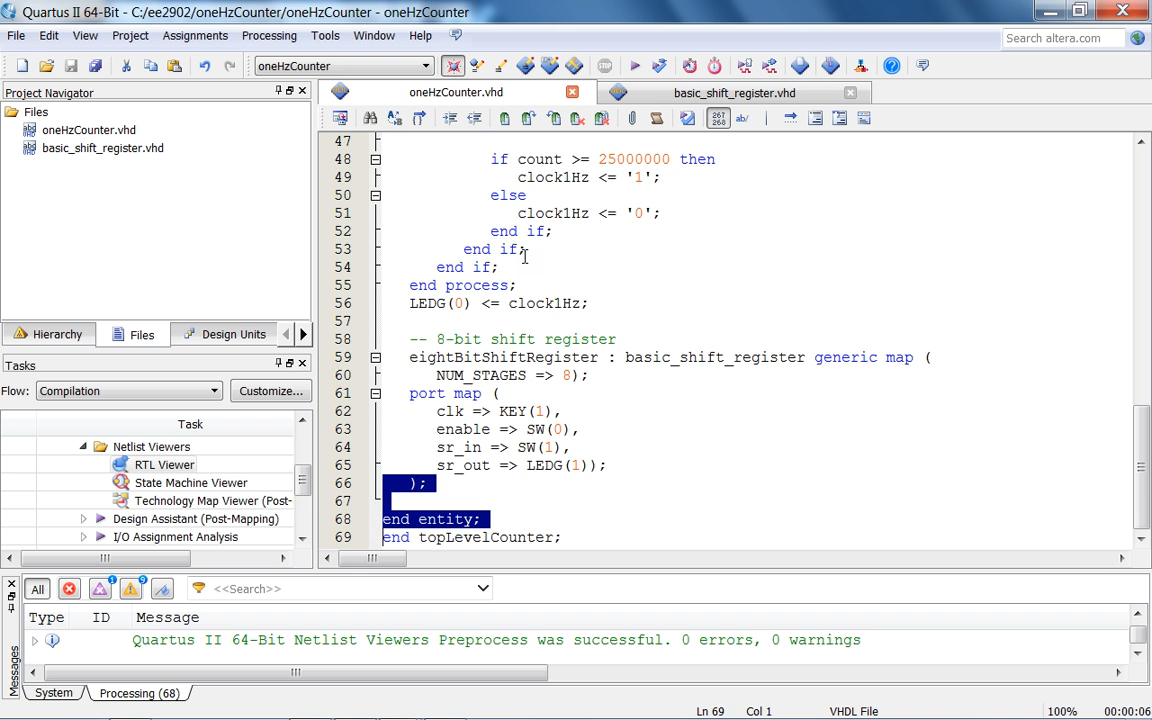 Quartus II 64-Bit - C:/ee2902/oneHzCounter/oneHzCounter - oneHzCounter
File Edit View Project Assignments Processing Tools Window Help
Search altera.com
oneHzCounter
Project Navigator
Files
oneHzCounter.vhd
basic_shift_register.vhd
Hierarchy Files Design Units
Tasks
Flow: Compilation Customize...
Task
Netlist Viewers
RTL Viewer
State Machine Viewer
Technology Map Viewer (Post-
Design Assistant (Post-Mapping)
I/O Assignment Analysis
oneHzCounter.vhd basic_shift_register.vhd
267
268
ab/
47
48 if count >= 25000000 then
49 clock1Hz <= '1';
50 else
51 clock1Hz <= '0';
52 end if;
53 end if;
54 end if;
55 end process;
56 LEDG(0) <= clock1Hz;
57
58 -- 8-bit shift register
59 eightBitShiftRegister : basic_shift_register generic map (
60 NUM_STAGES => 8);
61 port map (
62 clk => KEY(1),
63 enable => SW(0),
64 sr_in => SW(1),
65 sr_out => LEDG(1));
66 );
67
68 end entity;
69 end topLevelCounter;
All <<Search>>
Type ID Message
Quartus II 64-Bit Netlist Viewers Preprocess was successful. 0 errors, 0 warnings
Messages
System Processing (68)
Ln 69 Col 1 VHDL File 100% 00:00:06